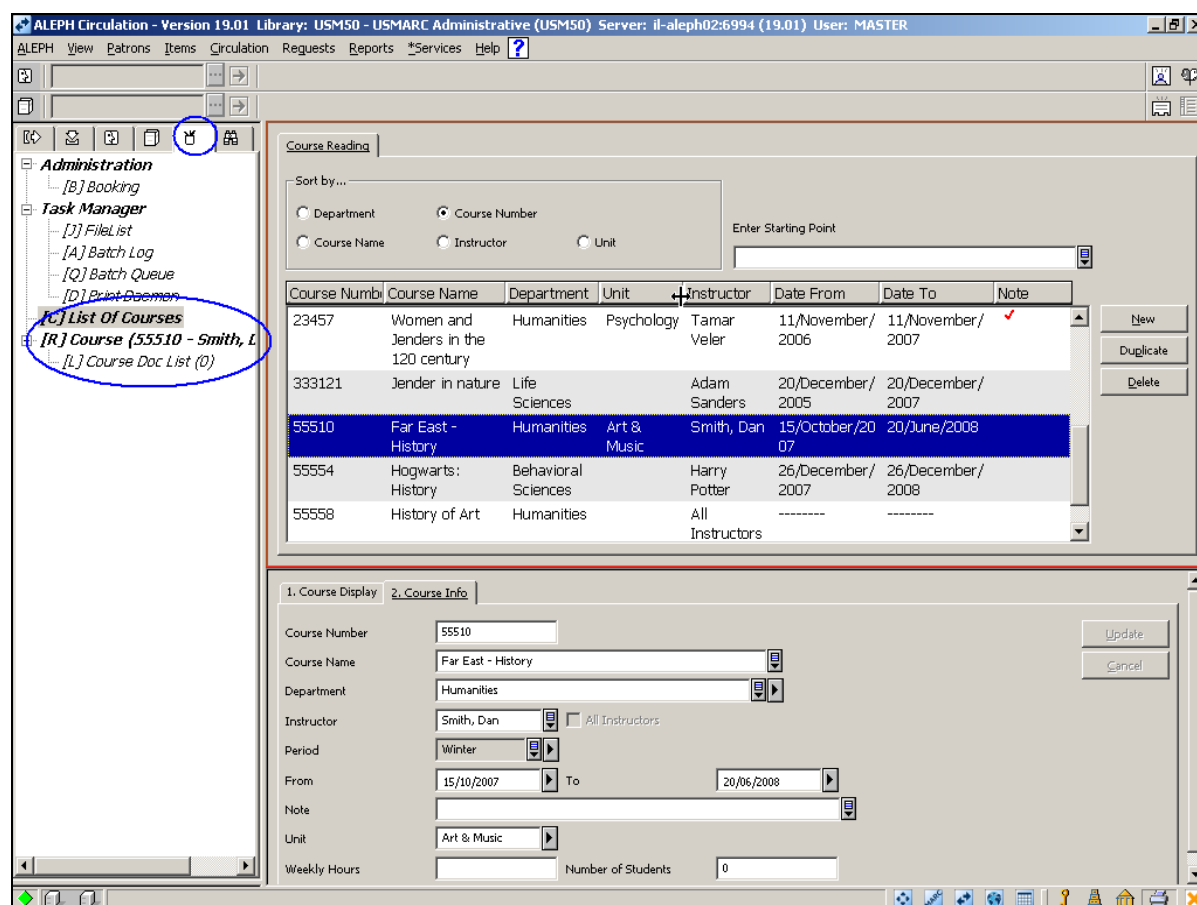 ALEPH Circulation - Version 19.01 Library: USM50 - USMARC Administrative (USM50) Server: il-aleph02:6994 (19.01) User: MASTER
ALEPH View Patrons Items Circulation Requests Reports *Services Help ?
Administration
[B] Booking
Task Manager
[J] FileList
[A] Batch Log
[Q] Batch Queue
[D] Print Daemon
[C] List Of Courses
[R] Course (55510 - Smith, D
[L] Course Doc List (0)
Course Reading
Sort by...
Department Course Number
Course Name Instructor Unit
Enter Starting Point
Course Numb Course Name Department Unit Instructor Date From Date To Note
23457 Women and Humanities Psychology Tamar 11/November/ 11/November/
Jenders in the Veler 2006 2007
120 century
333121 Jender in nature Life Adam 20/December/ 20/December/
Sciences Sanders 2005 2007
55510 Far East - Humanities Art & Smith, Dan 15/October/20 20/June/2008
History Music 07
55554 Hogwarts: Behavioral Harry 26/December/ 26/December/
History Sciences Potter 2007 2008
55558 History of Art Humanities All -------- --------
Instructors
New
Duplicate
Delete
1. Course Display 2. Course Info
Course Number 55510
Course Name Far East - History
Department Humanities
Instructor Smith, Dan All Instructors
Period Winter
From 15/10/2007 To 20/06/2008
Note
Unit Art & Music
Weekly Hours Number of Students 0
Update
Cancel